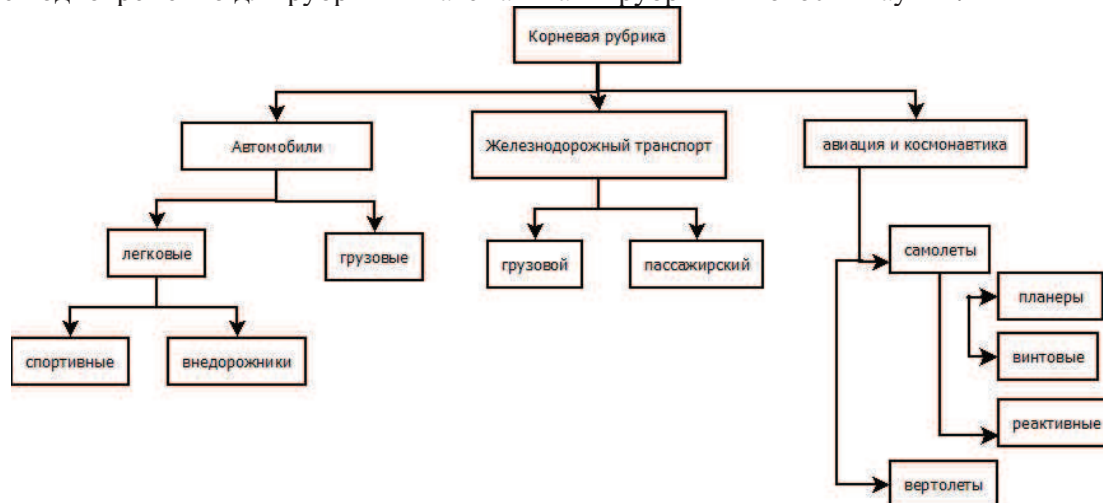 Корневая рубрика
Автомобили
Железнодорожный транспорт
авиация и космонавтика
легковые
грузовые
грузовой
пассажирский
самолеты
планеры
спортивные
внедорожники
винтовые
реактивные
вертолеты